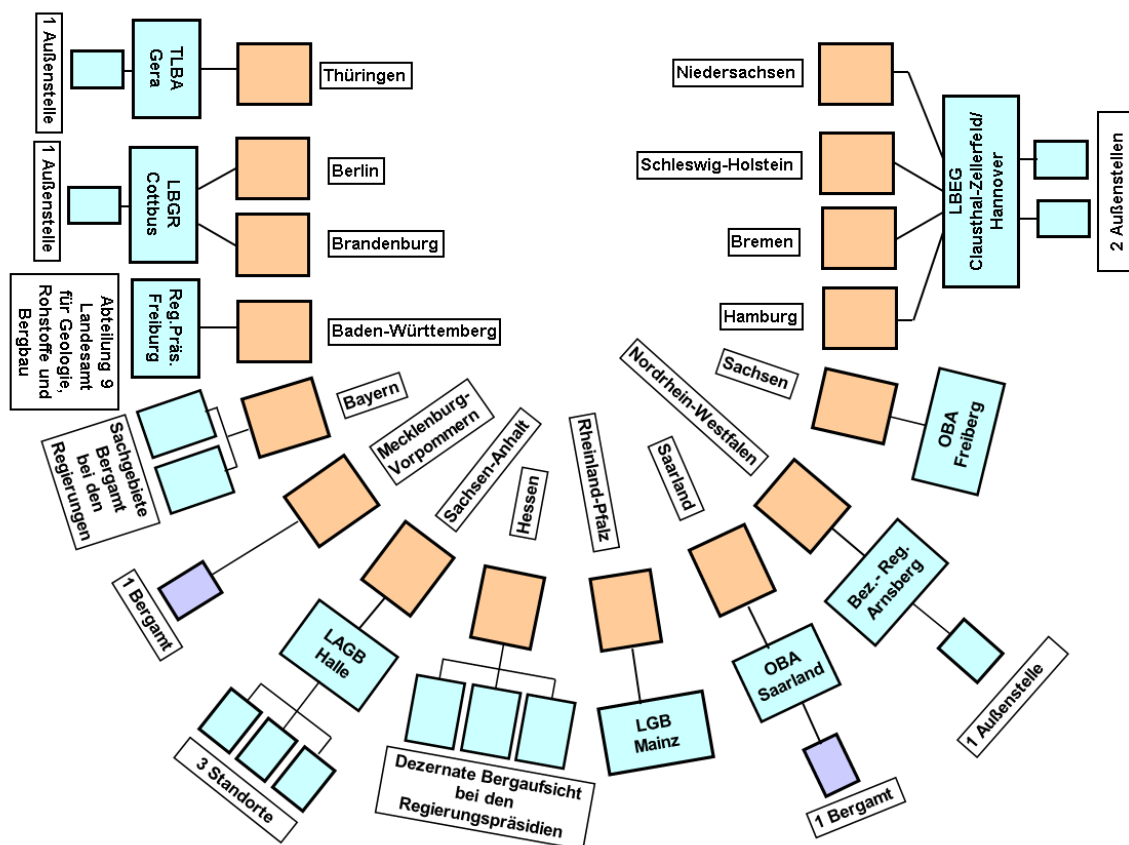 1 Außenstelle
TLBA
Gera
Thüringen
1 Außenstelle
LBGR
Cottbus
Berlin
Brandenburg
Abteilung 9
Landesamt
für Geologie,
Rohstoffe und
Bergbau
Reg.Präs.
Freiburg
Baden-Württemberg
Sachgebiete
Bergamt
bei den
Regierungen
Bayern
1 Bergamt
Mecklenburg-
Vorpommern
Sachsen-Anhalt
LAGB
Halle
3 Standorte
Hessen
Dezernate Bergaufsicht
bei den
Regierungspräsidien
Rheinland-Pfalz
LGB
Mainz
Saarland
OBA
Saarland
1 Bergamt
Nordrhein-Westfalen
Bez.- Reg.
Arnsberg
1 Außenstelle
Sachsen
OBA
Freiberg
Niedersachsen
Schleswig-Holstein
Bremen
Hamburg
LBEG
Clausthal-Zellerfeld/
Hannover
2 Außenstellen